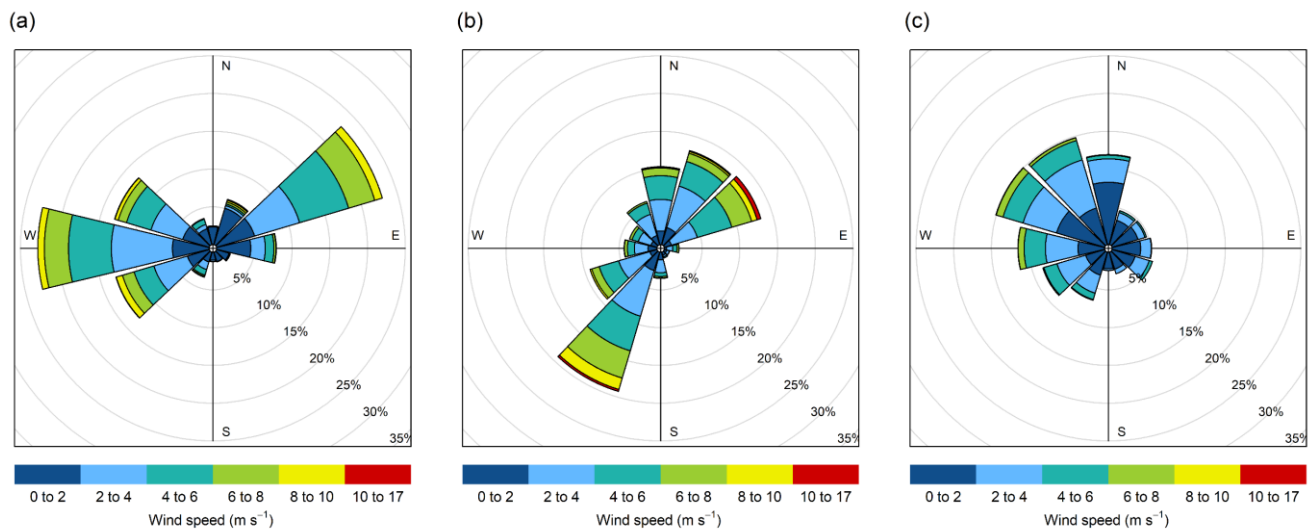 (a)
N
W
E
S
5%
10%
15%
20%
25%
30%
35%
0 to 2 2 to 4 4 to 6 6 to 8 8 to 10 10 to 17
Wind speed (m s⁻¹)
(b)
N
W
E
S
5%
10%
15%
20%
25%
30%
35%
0 to 2 2 to 4 4 to 6 6 to 8 8 to 10 10 to 17
Wind speed (m s⁻¹)
(c)
N
W
E
S
5%
10%
15%
20%
25%
30%
35%
0 to 2 2 to 4 4 to 6 6 to 8 8 to 10 10 to 17
Wind speed (m s⁻¹)